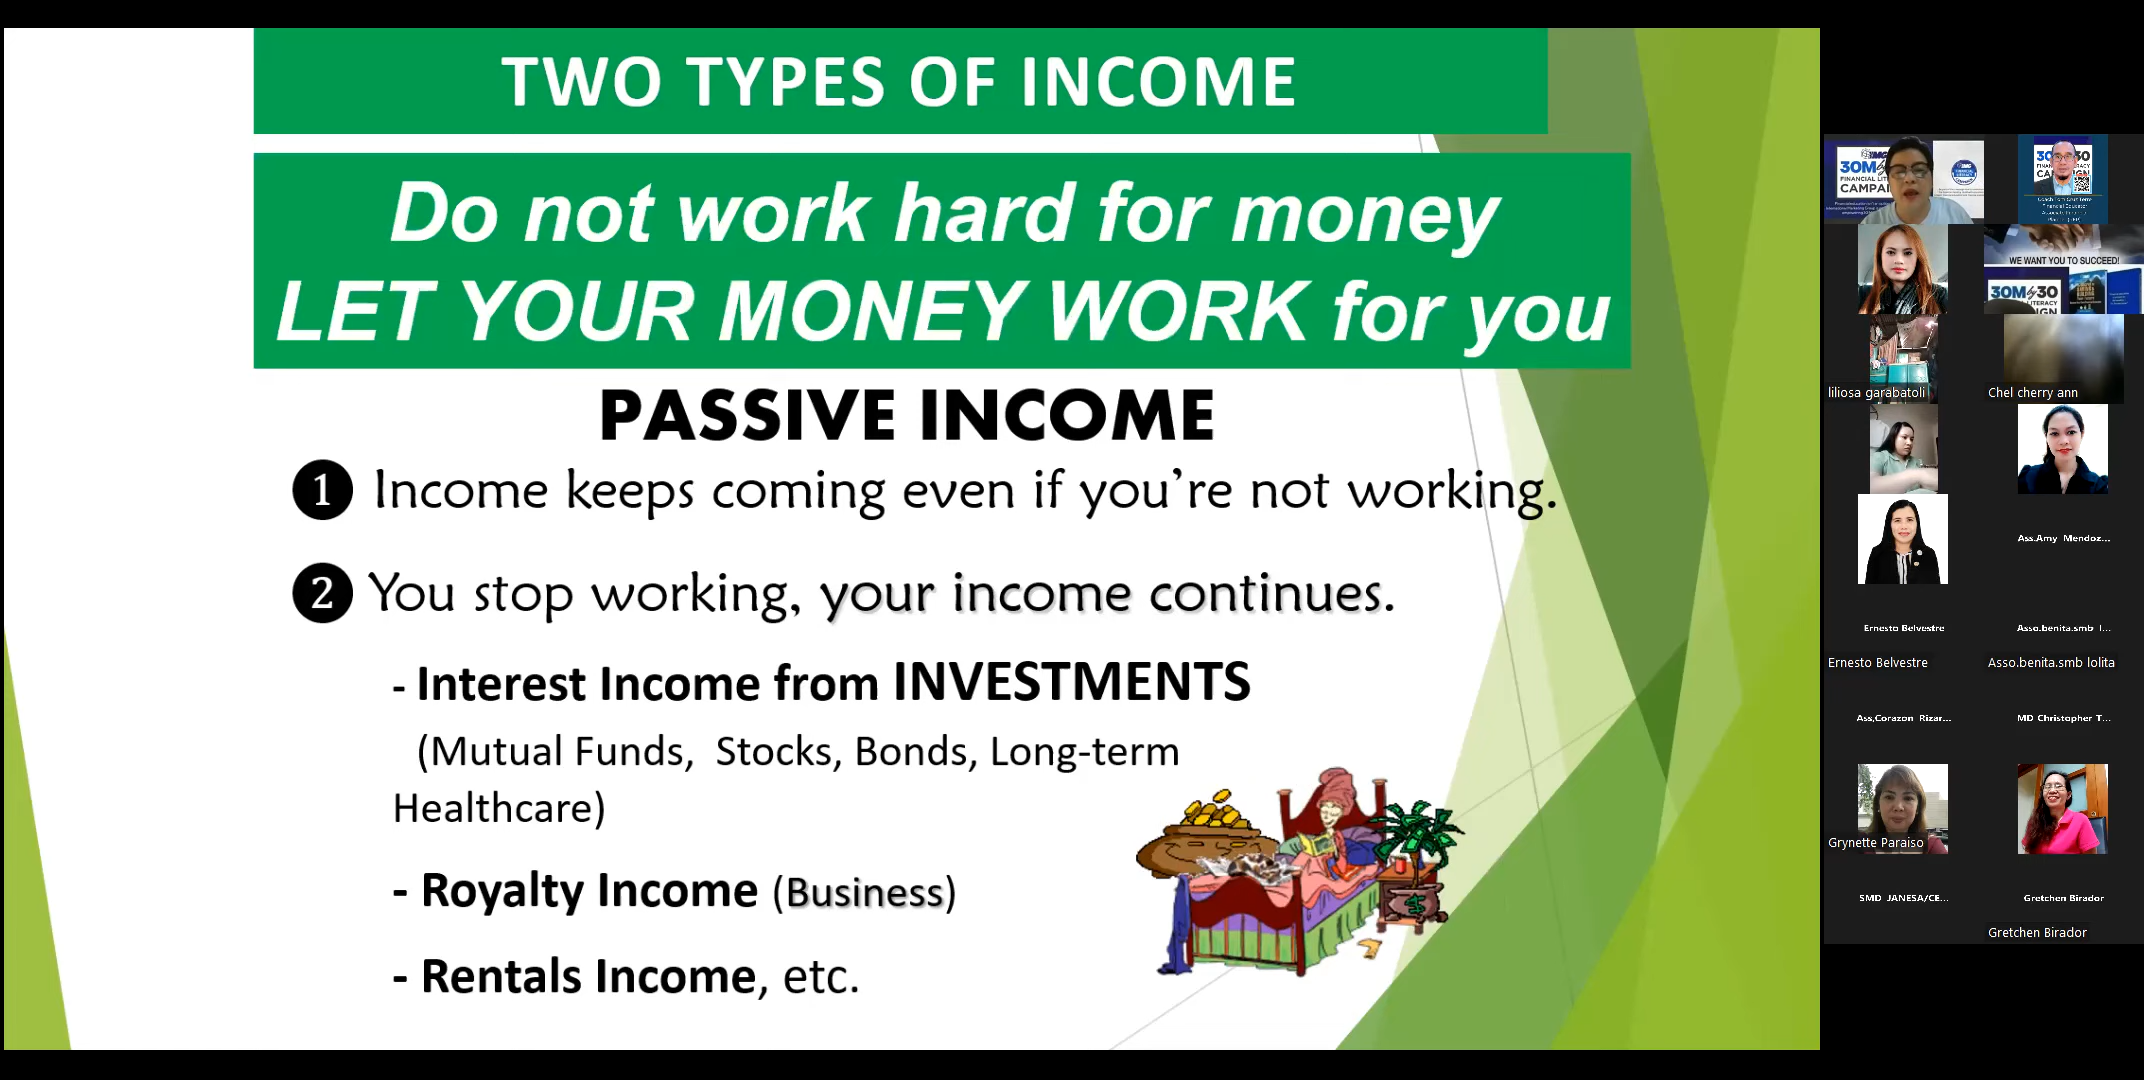 TWO TYPES OF INCOME
Do not work hard for money
LET YOUR MONEY WORK for you
PASSIVE INCOME
1 Income keeps coming even if you're not working.
2 You stop working, your income continues.
- Interest Income from INVESTMENTS
(Mutual Funds, Stocks, Bonds, Long-term
Healthcare)
- Royalty Income (Business)
- Rentals Income, etc.
30M
CAMPAI
WE WANT YOU TO SUCCEED!
30M by 30
liliosa garabatoli
Chel cherry ann
Ass.Amy Mendoz...
Ernesto Belvestre
Asso.benita.smb l...
Ernesto Belvestre
Asso.benita.smb lolita
Ass,Corazon Rizar...
MD Christopher T...
Grynette Paraiso
SMD JANESA/CE...
Gretchen Birador
Gretchen Birador